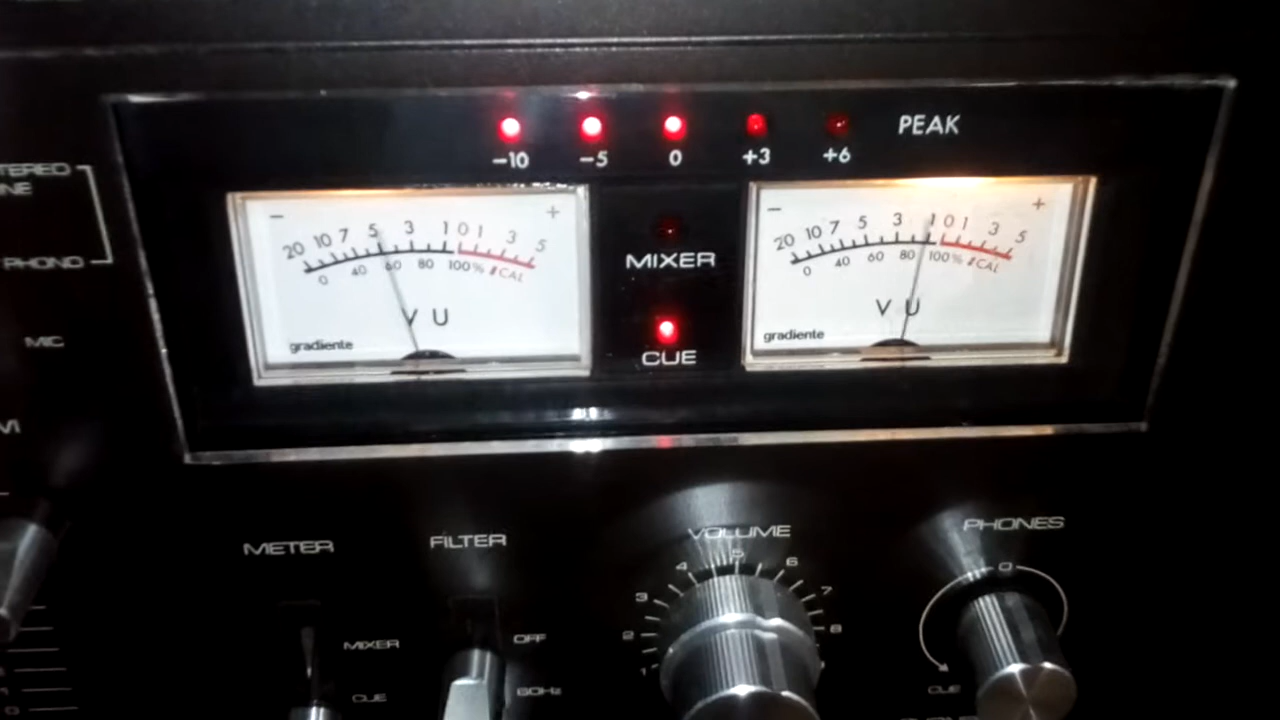 PEAK
-10 -5 0 +3 +6
- +
20 10 7 5 3 1 0 1 3 5
0 40 60 80 100% CAL
VU
gradiente
MIXER
CUE
- +
20 10 7 5 3 1 0 1 3 5
0 40 60 80 100% CAL
VU
gradiente
PHONO
MIC
METER
MIXER
CUE
FILTER
OFF
60Hz
VOLUME
1 2 3 4 5 6 7 8
PHONES
0
CUE